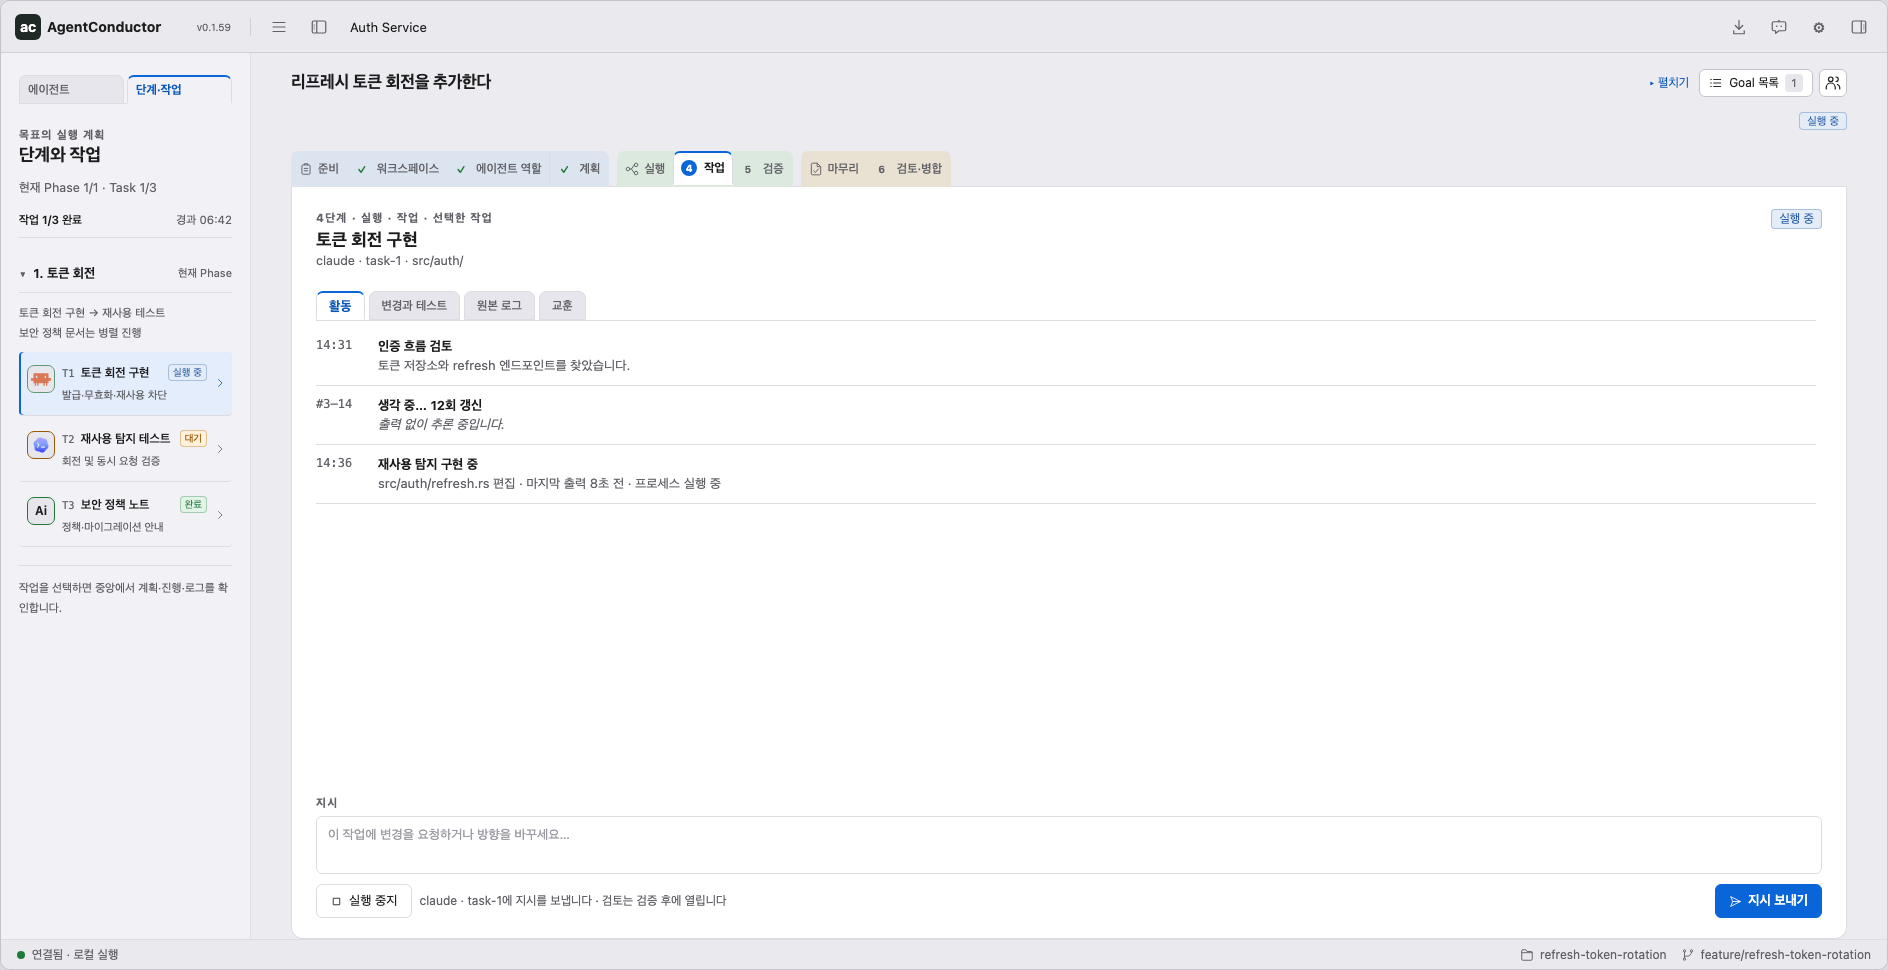 ac AgentConductor v0.1.59 Auth Service
에이전트 단계·작업
목표의 실행 계획
단계와 작업
현재 Phase 1/1 · Task 1/3
작업 1/3 완료 경과 06:42
▾ 1. 토큰 회전 현재 Phase
토큰 회전 구현 → 재사용 테스트
보안 정책 문서는 병렬 진행
T1 토큰 회전 구현 실행 중
발급·무효화·재사용 차단
T2 재사용 탐지 테스트 대기
회전 및 동시 요청 검증
Ai T3 보안 정책 노트 완료
정책·마이그레이션 안내
작업을 선택하면 중앙에서 계획·진행·로그를 확
인합니다.
리프레시 토큰 회전을 추가한다
▸ 펼치기 Goal 목록 1
실행 중
준비 ✓ 워크스페이스 ✓ 에이전트 역할 ✓ 계획 실행 4 작업 5 검증 마무리 6 검토·병합
4단계 · 실행 · 작업 · 선택한 작업
실행 중
토큰 회전 구현
claude · task-1 · src/auth/
활동 변경과 테스트 원본 로그 교훈
14:31 인증 흐름 검토
토큰 저장소와 refresh 엔드포인트를 찾았습니다.
#3–14 생각 중… 12회 갱신
출력 없이 추론 중입니다.
14:36 재사용 탐지 구현 중
src/auth/refresh.rs 편집 · 마지막 출력 8초 전 · 프로세스 실행 중
지시
이 작업에 변경을 요청하거나 방향을 바꾸세요…
실행 중지 claude · task-1에 지시를 보냅니다 · 검토는 검증 후에 열립니다 지시 보내기
연결됨 · 로컬 실행 refresh-token-rotation feature/refresh-token-rotation